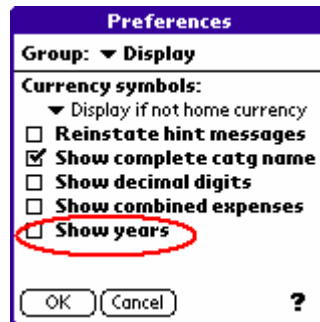 Preferences
Group: Display
Currency symbols:
Display if not home currency
Reinstate hint messages
Show complete catg name
Show decimal digits
Show combined expenses
Show years
OK Cancel ?